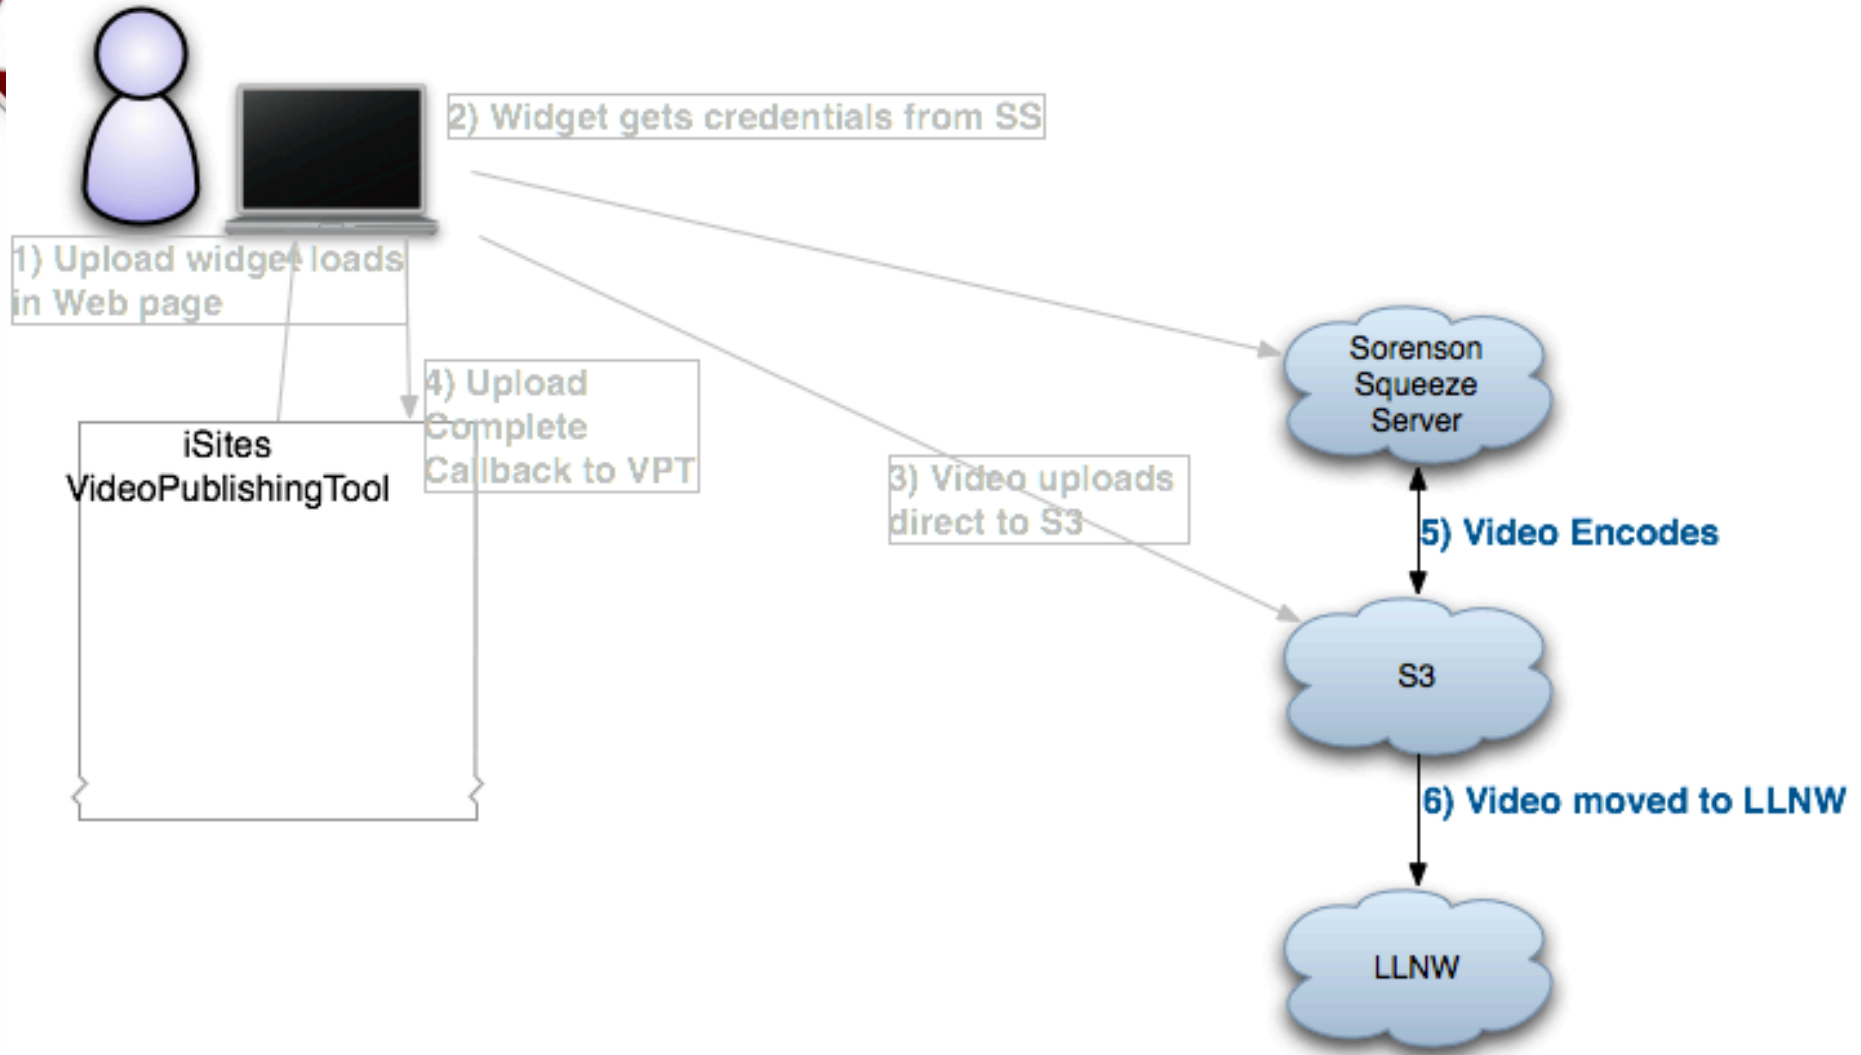 2) Widget gets credentials from SS
1) Upload widget loads
in Web page
4) Upload
Complete
Callback to VPT
iSites
VideoPublishingTool
3) Video uploads
direct to S3
Sorenson
Squeeze
Server
5) Video Encodes
S3
6) Video moved to LLNW
LLNW